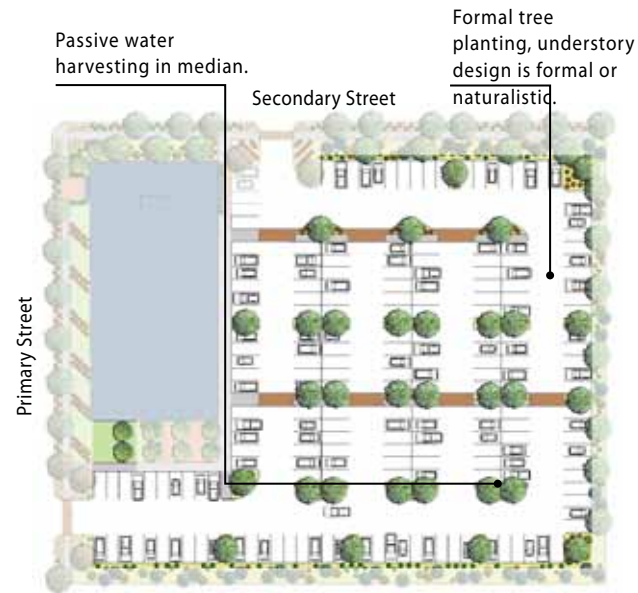 Passive water
harvesting in median.
Formal tree
planting, understory
design is formal or
naturalistic.
Secondary Street
Primary Street